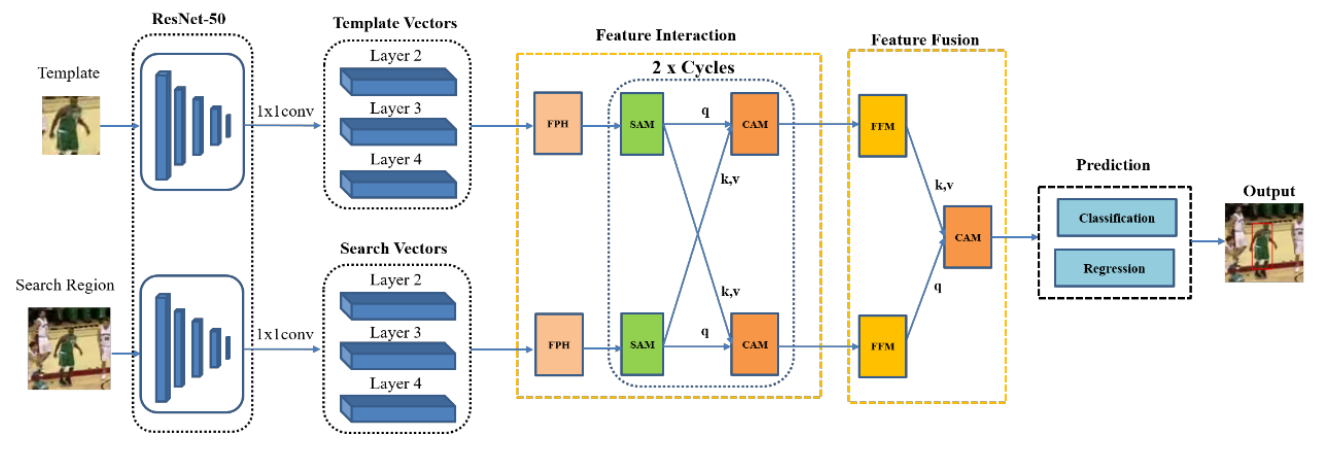 ResNet-50
Template Vectors
Feature Interaction
Feature Fusion
Template
Layer 2
2 x Cycles
1x1conv
Layer 3
FPH
SAM
q
CAM
FFM
Layer 4
k,v
k,v
Prediction
Output
Classification
CAM
Search Vectors
Regression
Search Region
Layer 2
k,v
q
1x1conv
Layer 3
FPH
SAM
q
CAM
FFM
Layer 4